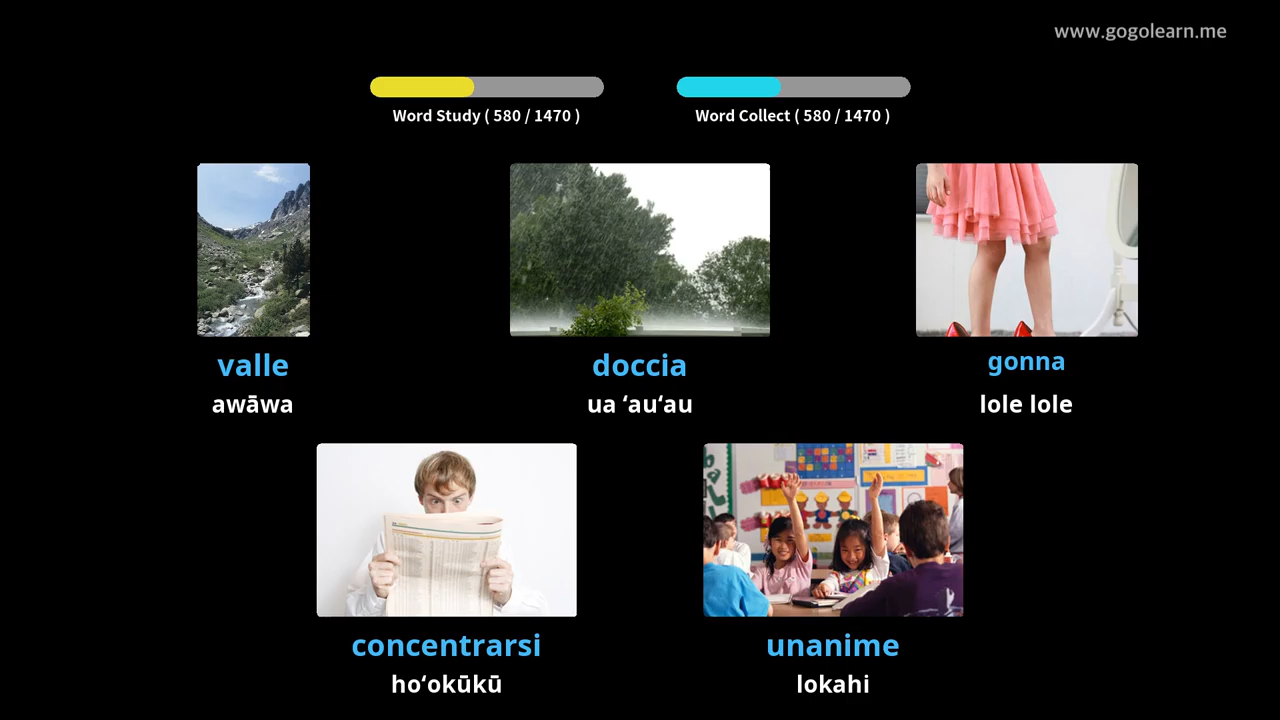 www.gogolearn.me
Word Study ( 580 / 1470 )
Word Collect ( 580 / 1470 )
valle
awāwa
doccia
ua ʻauʻau
gonna
lole lole
concentrarsi
hoʻokūkū
unanime
lokahi